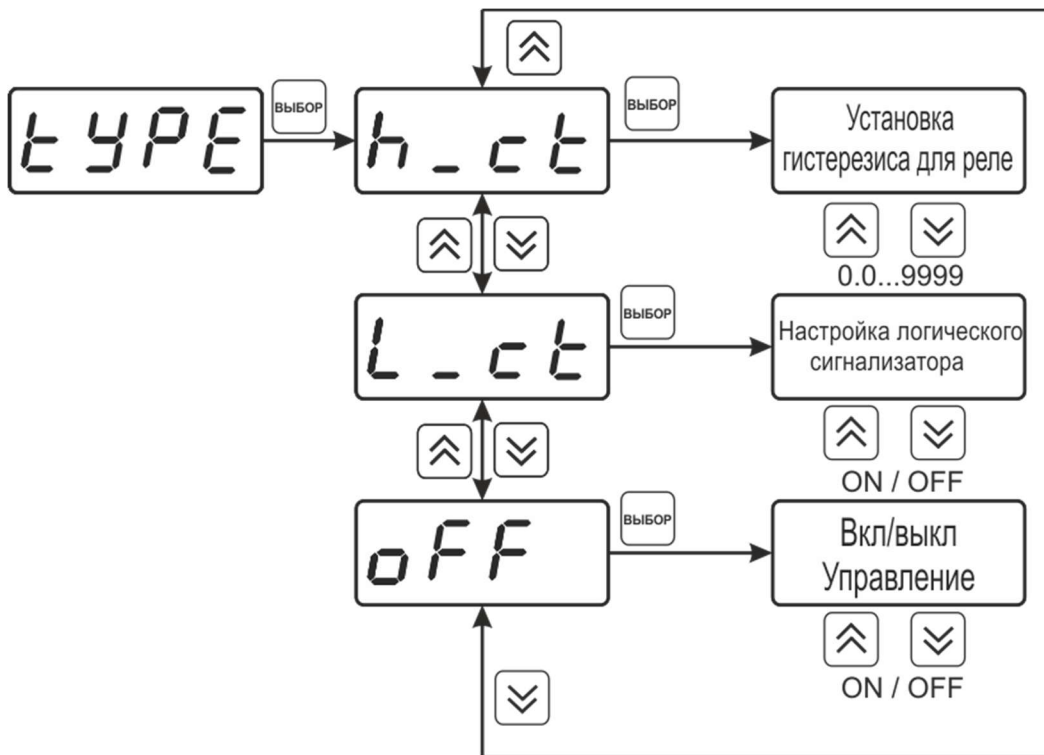 tYPE
ВЫБОР
h_ct
ВЫБОР
Установка
гистерезиса для реле
0.0...9999
L_ct
ВЫБОР
Настройка логического
сигнализатора
ON / OFF
oFF
ВЫБОР
Вкл/выкл
Управление
ON / OFF